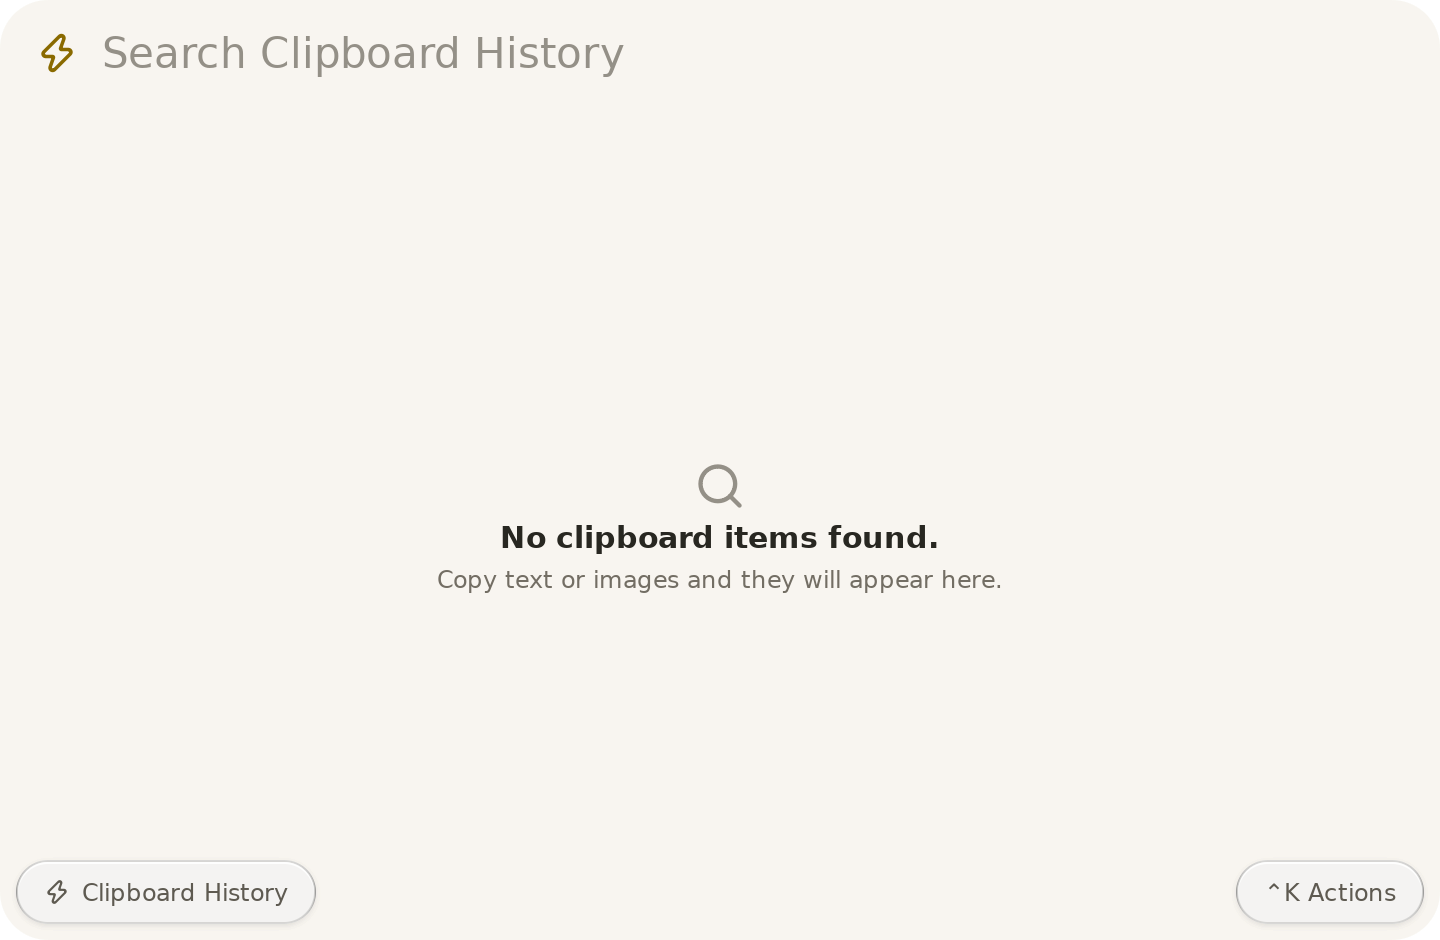 Search Clipboard History
No clipboard items found.
Copy text or images and they will appear here.
Clipboard History
^K Actions